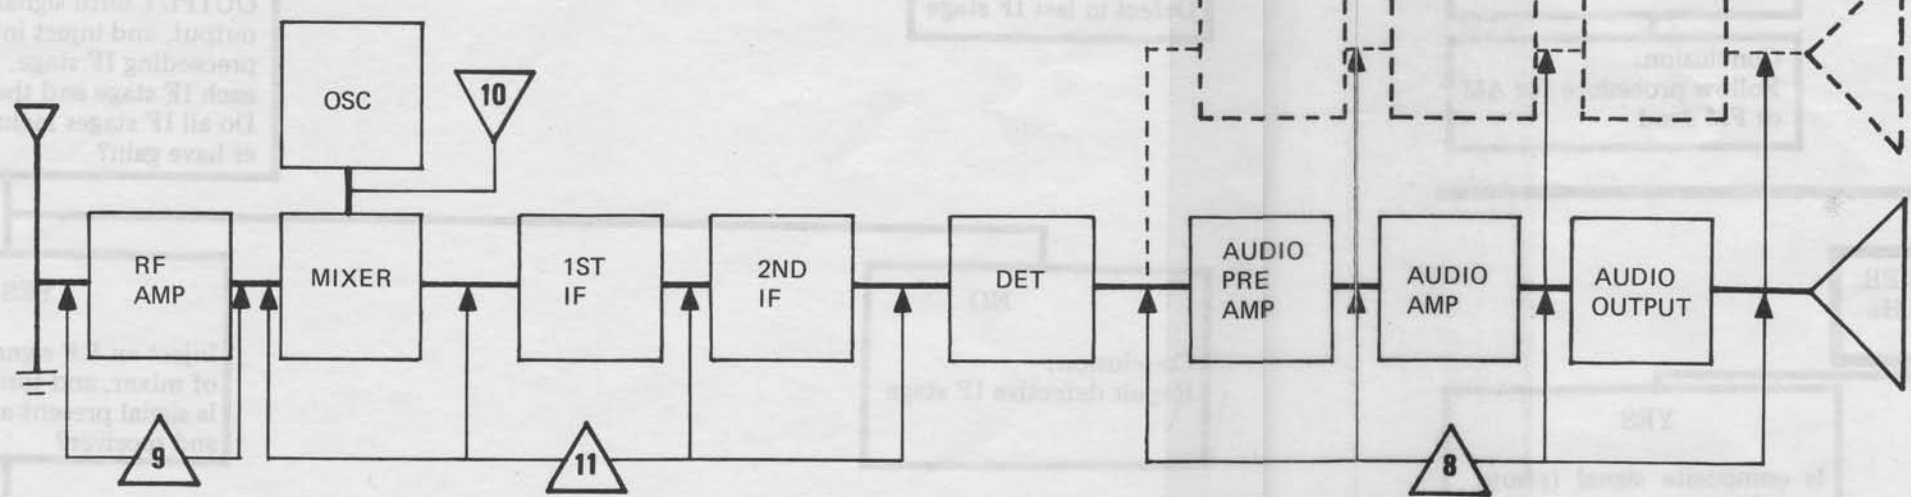 OSC
10
RF
AMP
MIXER
1ST
IF
2ND
IF
DET
AUDIO
PRE
AMP
AUDIO
AMP
AUDIO
OUTPUT
9
11
8